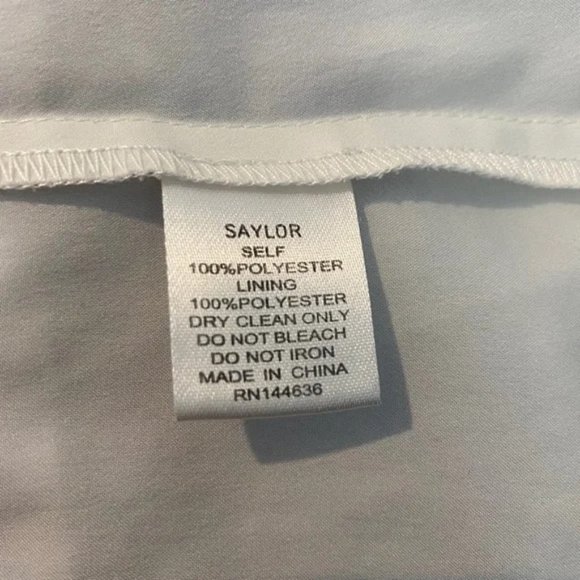 SAYLOR
SELF
100%POLYESTER
LINING
100%POLYESTER
DRY CLEAN ONLY
DO NOT BLEACH
DO NOT IRON
MADE IN CHINA
RN144636